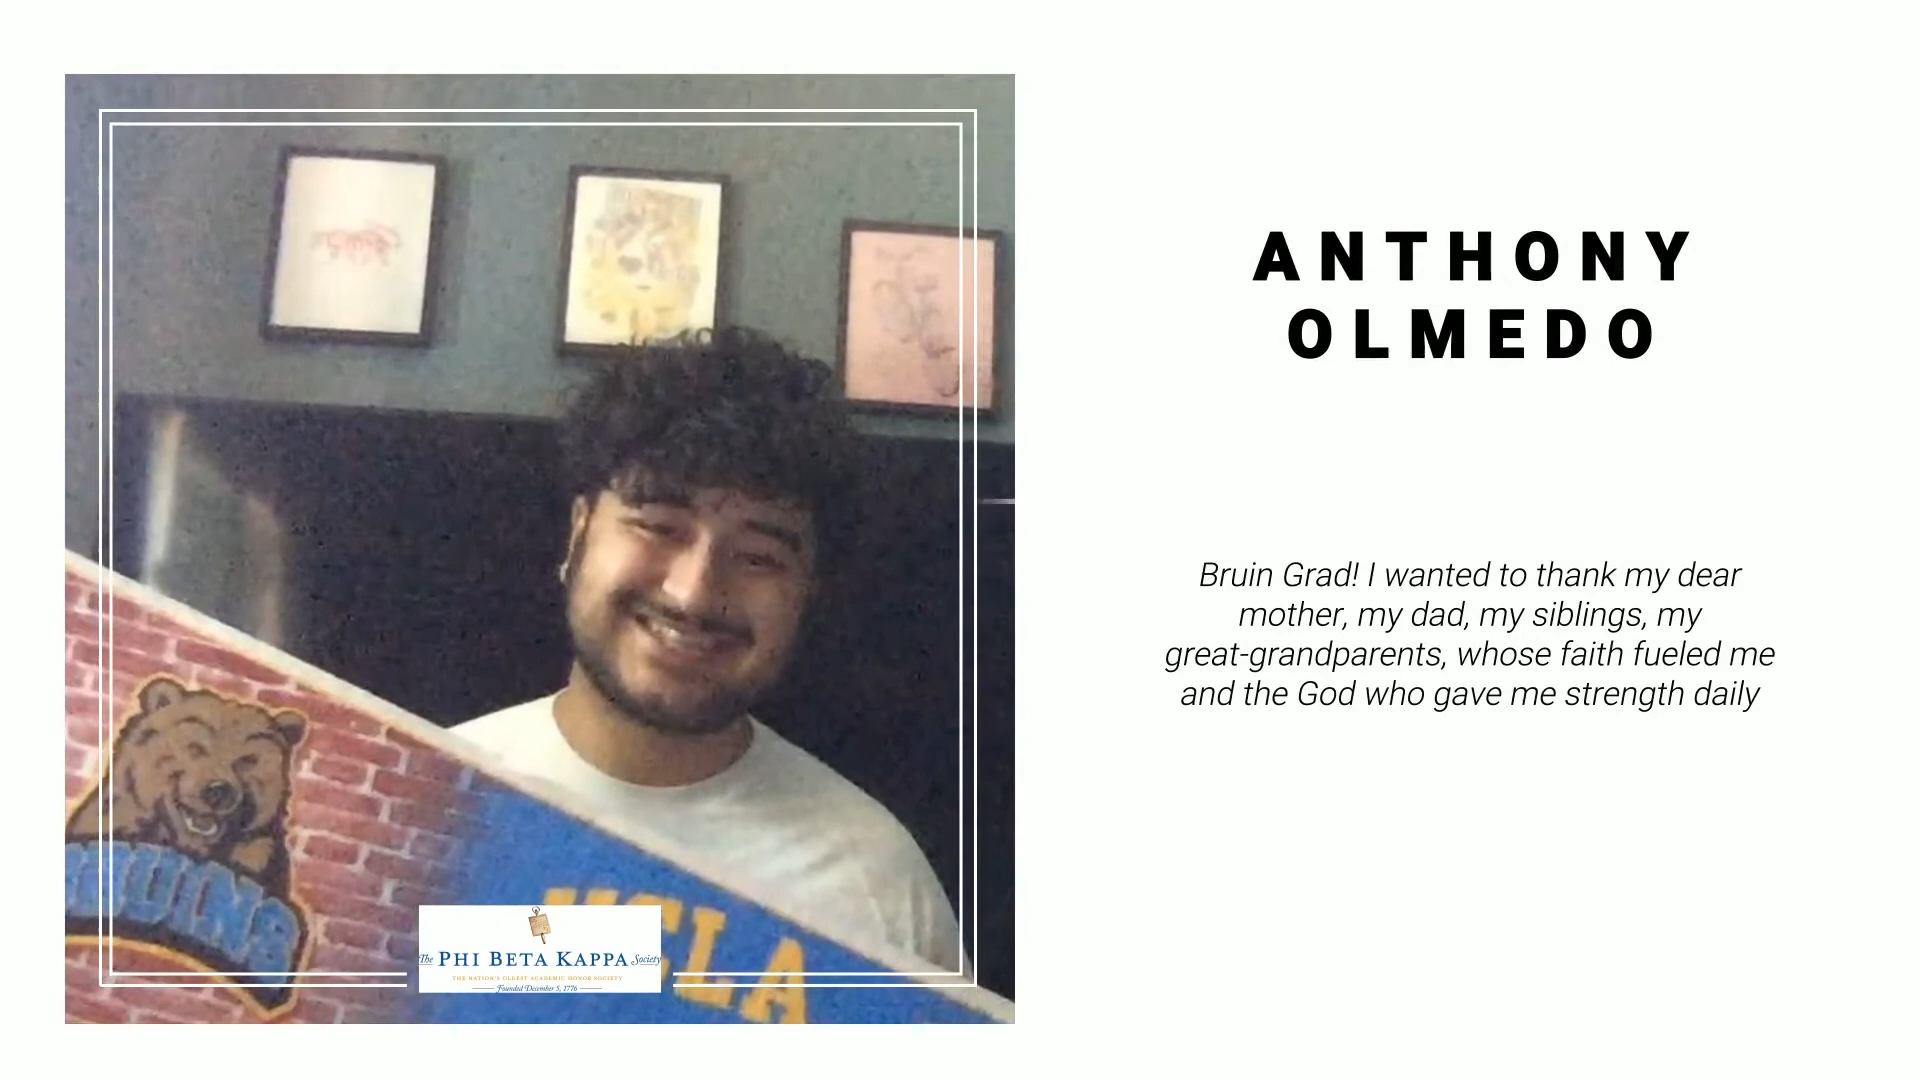 ANTHONY
OLMEDO
Bruin Grad! I wanted to thank my dear
mother, my dad, my siblings, my
great-grandparents, whose faith fueled me
and the God who gave me strength daily
BRUINS
UCLA
The PHI BETA KAPPA Society
THE NATION'S OLDEST ACADEMIC HONOR SOCIETY
Founded December 5, 1776